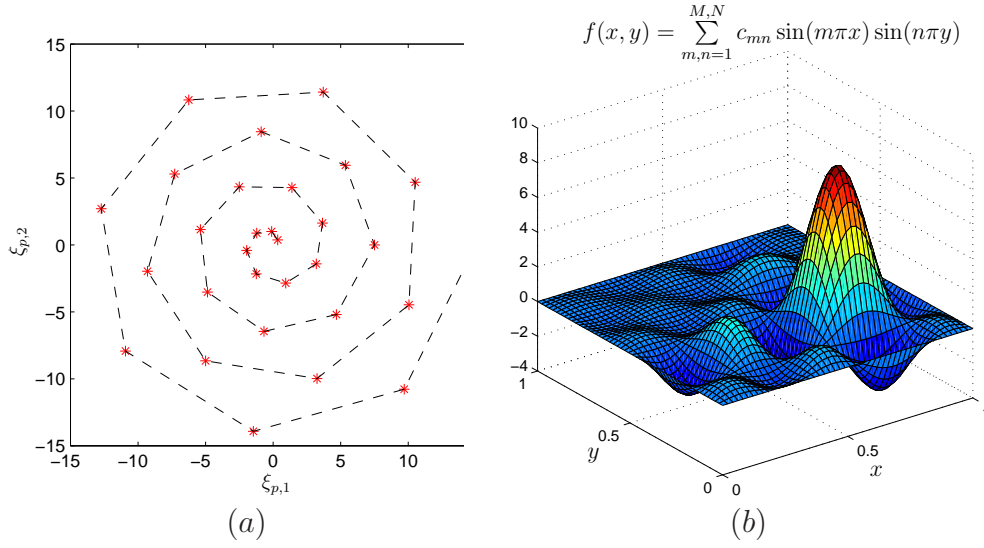 f(x, y) = M,N ∑ m,n=1 c_{mn} sin(mπx) sin(nπy)
15
10
5
0
−5
−10
−15
−15 −10 −5 0 5 10
ξ_{p,2}
ξ_{p,1}
(a)
10
8
6
4
2
0
−2
−4
1
0.5
0
y
0
0.5
x
(b)